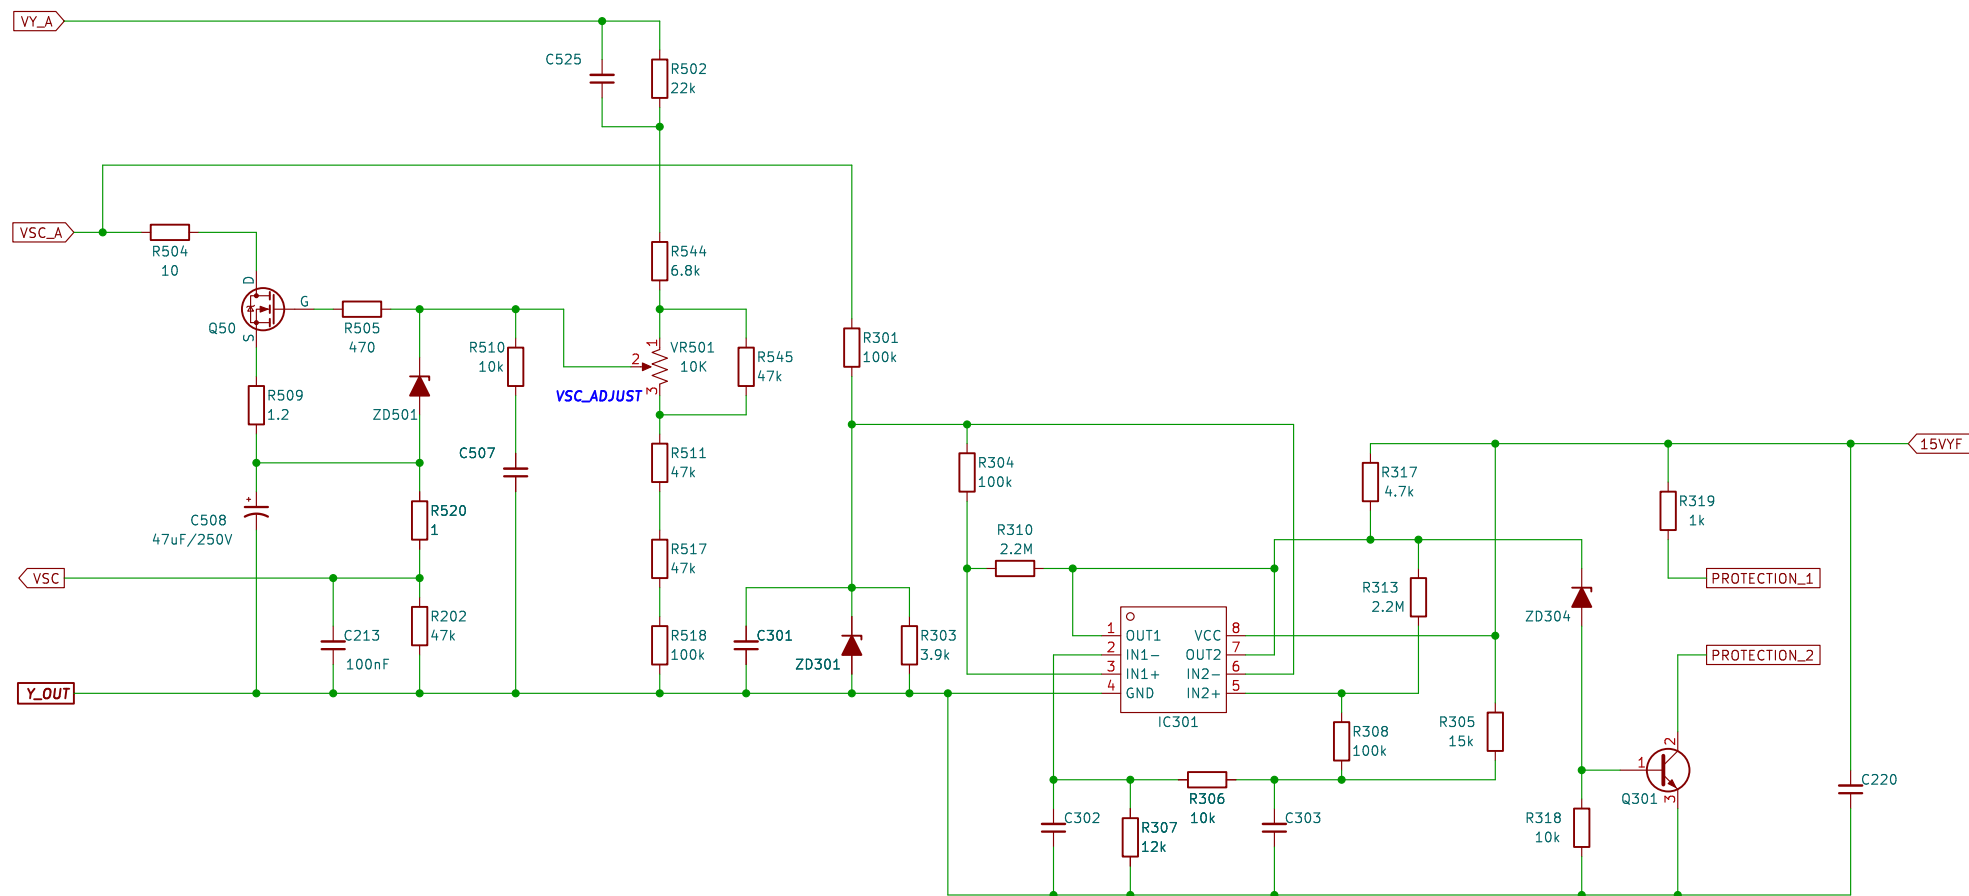 VY_A
C525
R502
22k
VSC_A
R504
10
R544
6.8k
D
G
S
Q50
R505
470
R510
10k
1
2
3
VR501
10K
VSC_ADJUST
R545
47k
R301
100k
R509
1.2
ZD501
C507
R511
47k
R304
100k
R317
4.7k
15VYF
R319
1k
+
C508
47uF/250V
R520
1
R310
2.2M
R517
47k
VSC
PROTECTION_1
R313
2.2M
ZD304
C213
100nF
R202
47k
R518
100k
C301
ZD301
R303
3.9k
1 OUT1 VCC 8
2 IN1- OUT2 7
3 IN1+ IN2- 6
4 GND IN2+ 5
IC301
PROTECTION_2
Y_OUT
R308
100k
R305
15k
2
1
3
Q301
C220
R306
10k
C302
R307
12k
C303
R318
10k